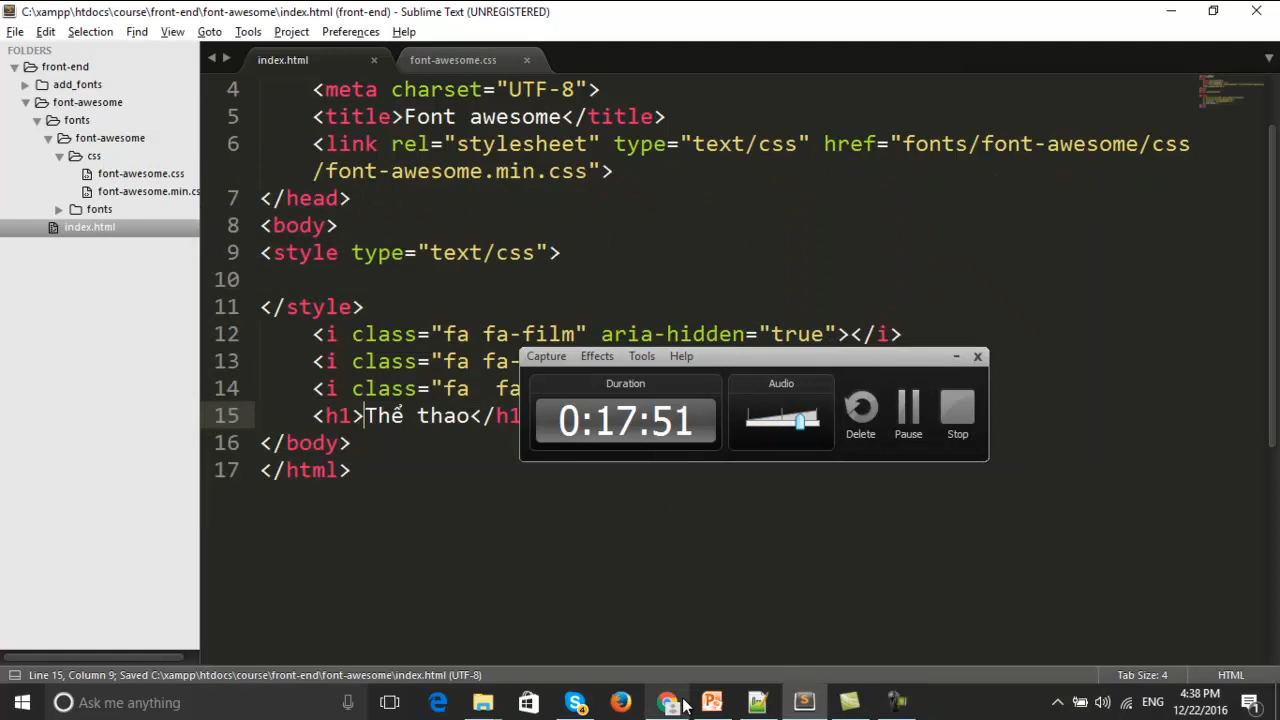 C:\xampp\htdocs\course\front-end\font-awesome\index.html (front-end) - Sublime Text (UNREGISTERED)
File Edit Selection Find View Goto Tools Project Preferences Help
FOLDERS
front-end
add_fonts
font-awesome
fonts
font-awesome
css
font-awesome.css
font-awesome.min.cs
fonts
index.html
index.html × font-awesome.css ×
4 <meta charset="UTF-8">
5 <title>Font awesome</title>
6 <link rel="stylesheet" type="text/css" href="fonts/font-awesome/css
/font-awesome.min.css">
7 </head>
8 <body>
9 <style type="text/css">
10
11 </style>
12 <i class="fa fa-film" aria-hidden="true"></i>
13 <i class="fa fa-
14 <i class="fa  fa
15 <h1>Thể thao</h1
16 </body>
17 </html>
Capture Effects Tools Help
Duration
0:17:51
Audio
Delete
Pause
Stop
Line 15, Column 9; Saved C:\xampp\htdocs\course\front-end\font-awesome\index.html (UTF-8)
Tab Size: 4
HTML
Ask me anything
4
ENG
4:38 PM
12/22/2016
1